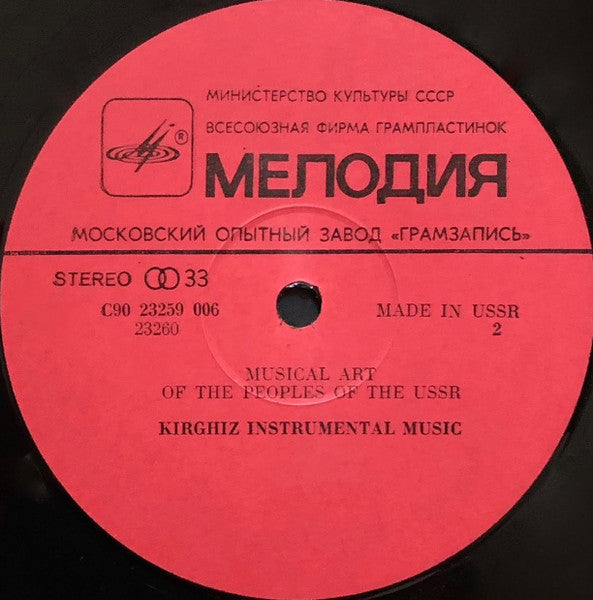 МИНИСТЕРСТВО КУЛЬТУРЫ СССР
ВСЕСОЮЗНАЯ ФИРМА ГРАМПЛАСТИНОК
®
МЕЛОДИЯ
МОСКОВСКИЙ ОПЫТНЫЙ ЗАВОД «ГРАМЗАПИСЬ»
STEREO 33
С90 23259 006 MADE IN USSR
23260 2
MUSICAL ART
OF THE PEOPLES OF THE USSR
KIRGHIZ INSTRUMENTAL MUSIC